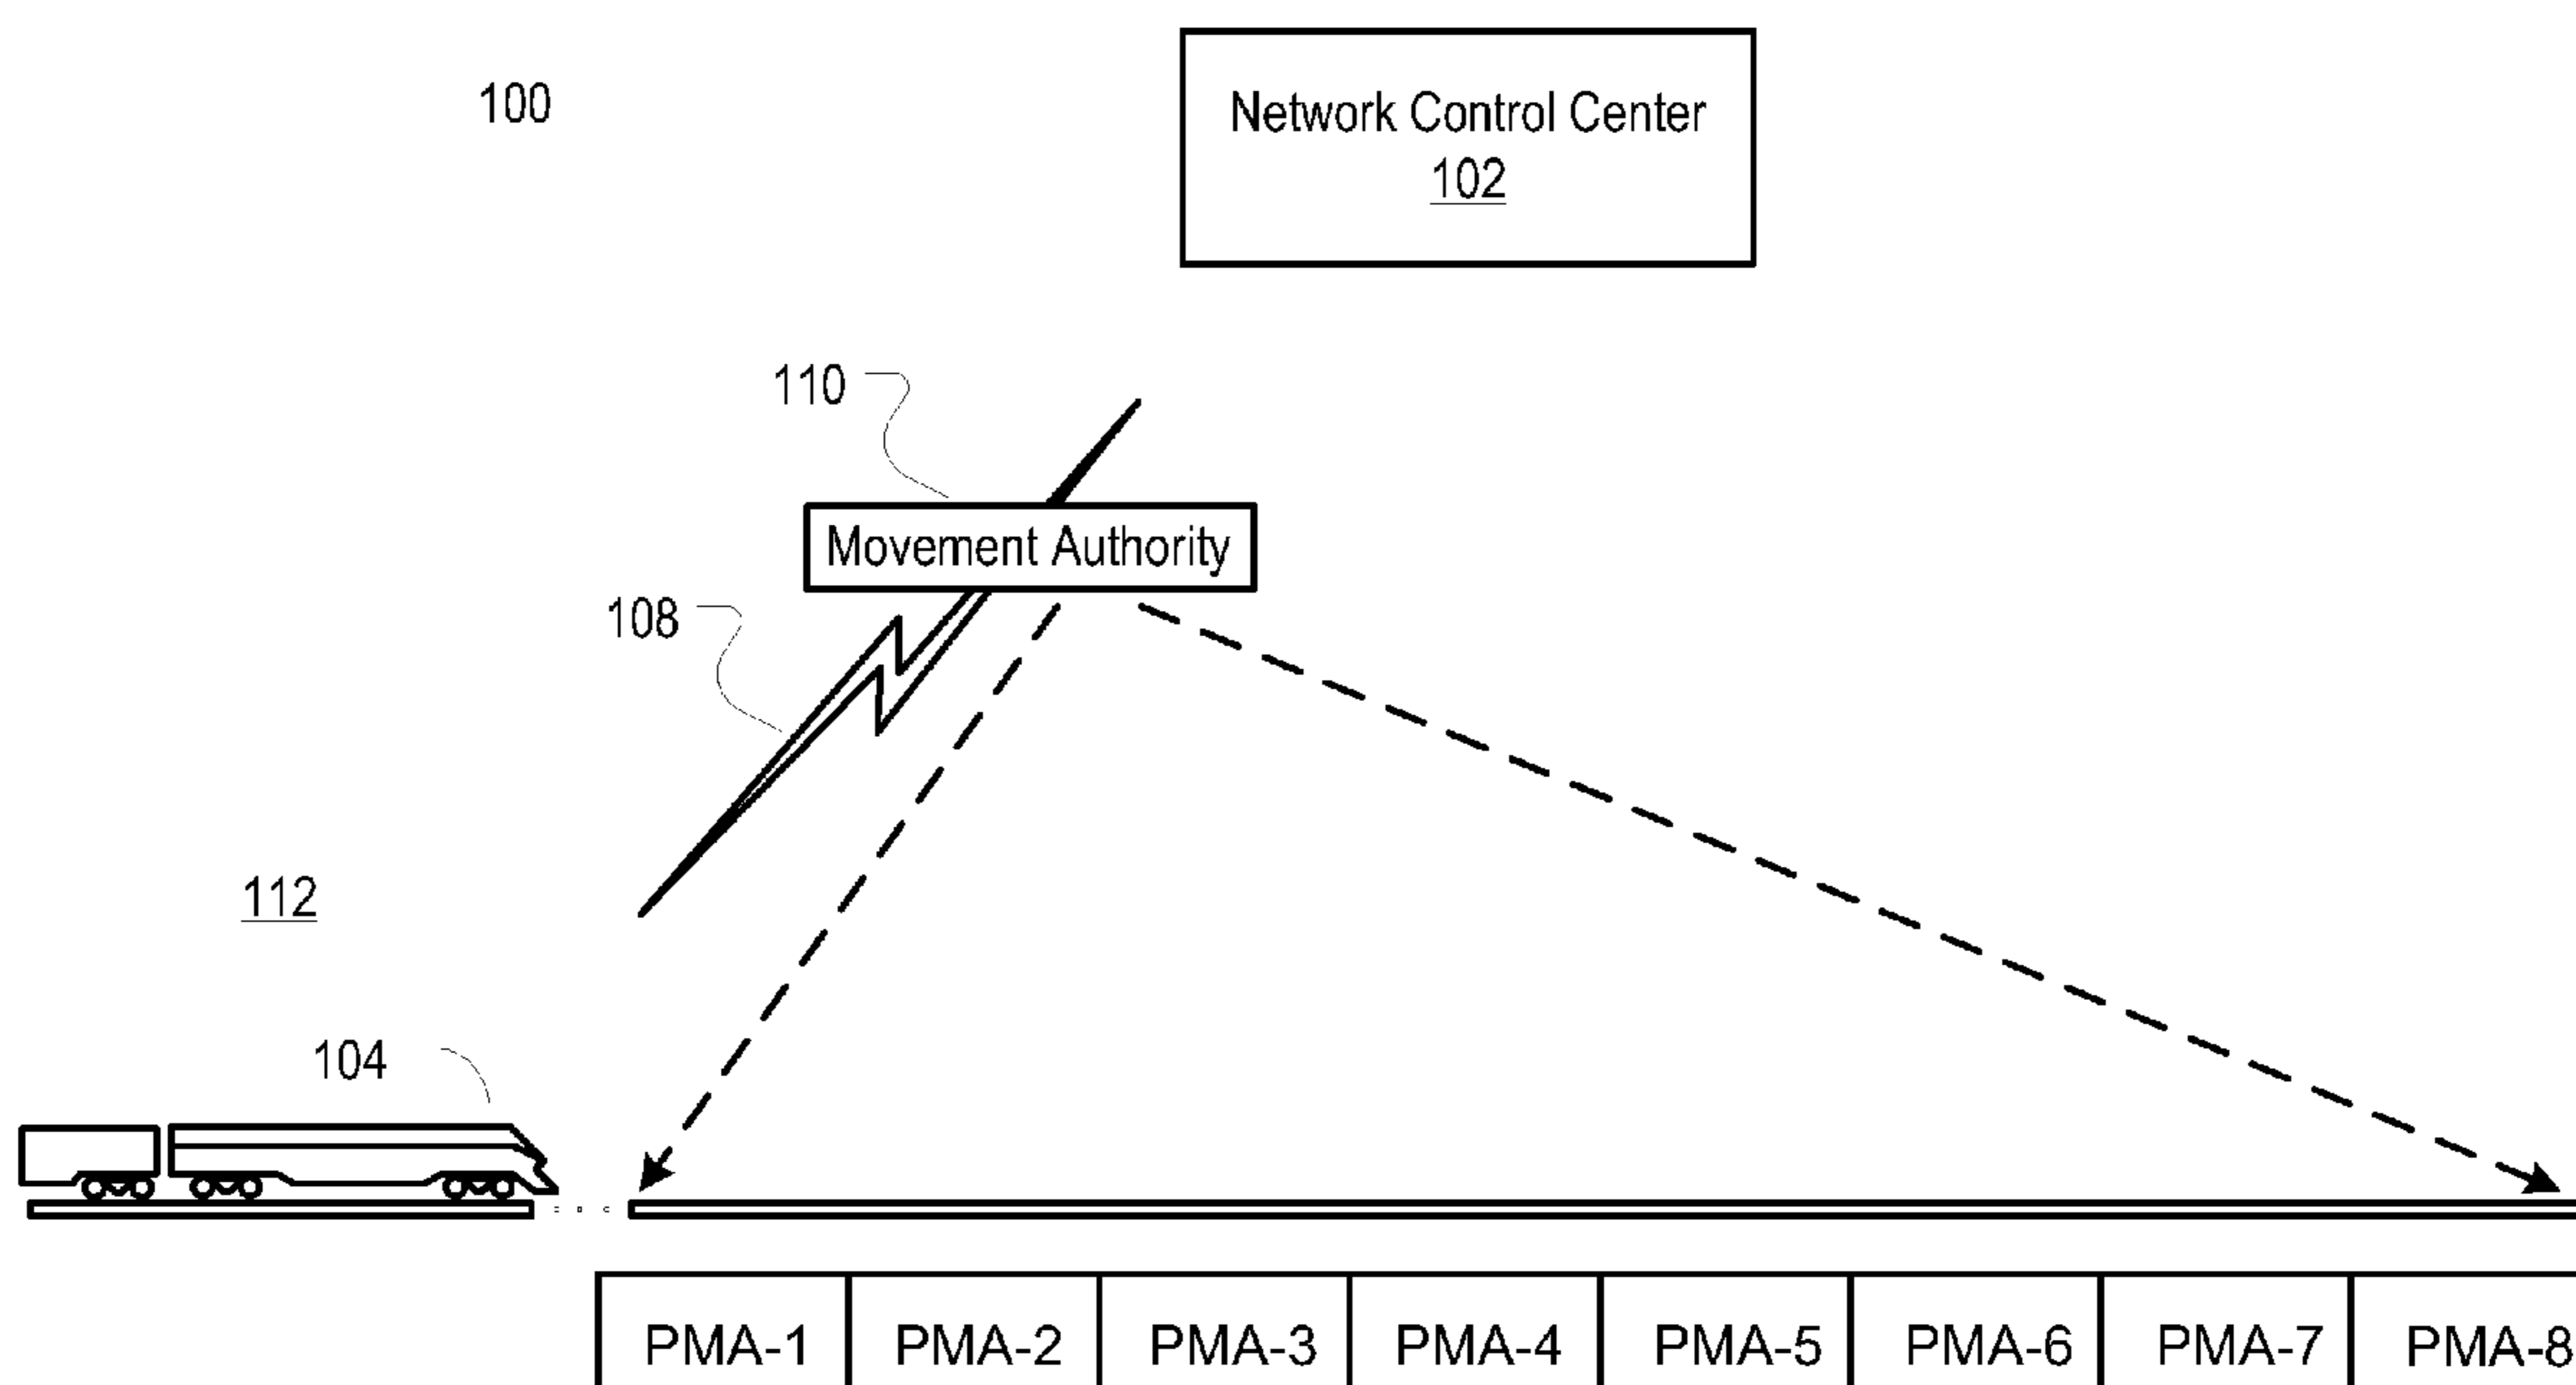 100
Network Control Center
102
110
Movement Authority
108
112
104
PMA-1 PMA-2 PMA-3 PMA-4 PMA-5 PMA-6 PMA-7 PMA-8